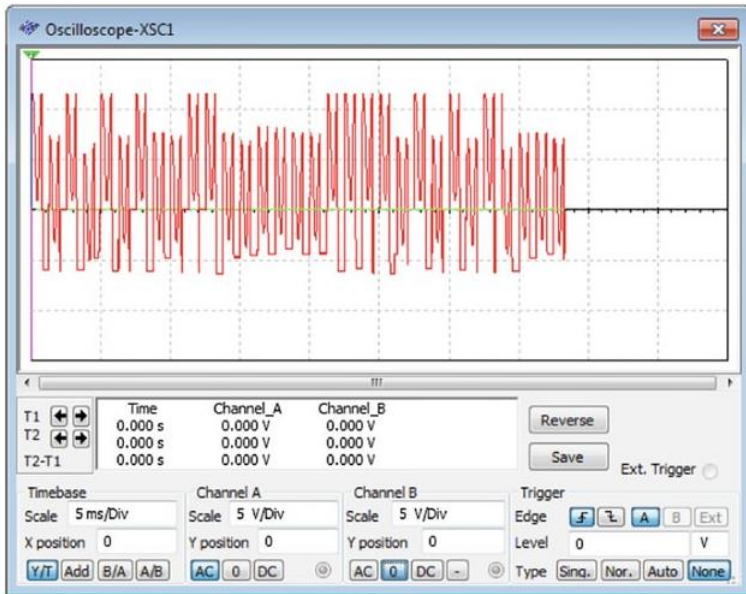 Oscilloscope-XSC1
T1
T2
T2-T1
Time Channel_A Channel_B
0.000 s 0.000 V 0.000 V
0.000 s 0.000 V 0.000 V
0.000 s 0.000 V 0.000 V
Reverse
Save
Ext. Trigger
Timebase
Scale 5 ms/Div
X position 0
Y/T Add B/A A/B
Channel A
Scale 5 V/Div
Y position 0
AC 0 DC
Channel B
Scale 5 V/Div
Y position 0
AC 0 DC -
Trigger
Edge A B Ext
Level 0 V
Type Sing. Nor. Auto None